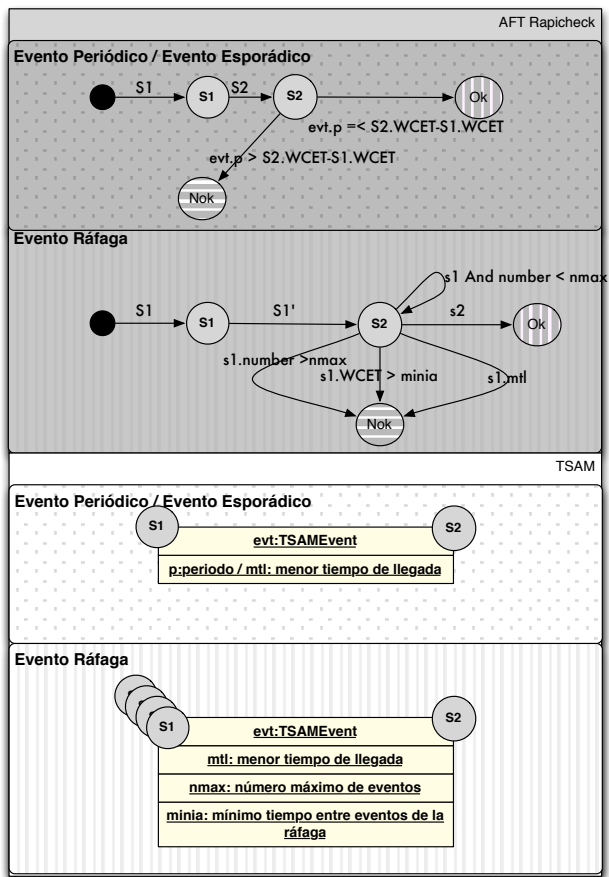 AFT Rapicheck
Evento Periódico / Evento Esporádico
S1
S1
S2
S2
Ok
evt.p =< S2.WCET-S1.WCET
evt.p > S2.WCET-S1.WCET
Nok
Evento Ráfaga
s1 And number < nmax
S1
S1
S1'
S2
s2
Ok
s1.number >nmax
s1.WCET > minia
s1.mtl
Nok
TSAM
Evento Periódico / Evento Esporádico
S1
S2
evt:TSAMEvent
p:periodo / mtl: menor tiempo de llegada
Evento Ráfaga
S1
S2
evt:TSAMEvent
mtl: menor tiempo de llegada
nmax: número máximo de eventos
minia: mínimo tiempo entre eventos de la
ráfaga